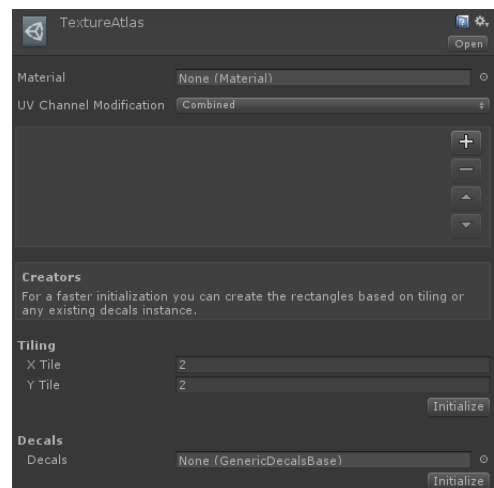 TextureAtlas
Open
Material None (Material)
UV Channel Modification Combined
Creators
For a faster initialization you can create the rectangles based on tiling or
any existing decals instance.
Tiling
X Tile 2
Y Tile 2
Initialize
Decals
Decals None (GenericDecalsBase)
Initialize